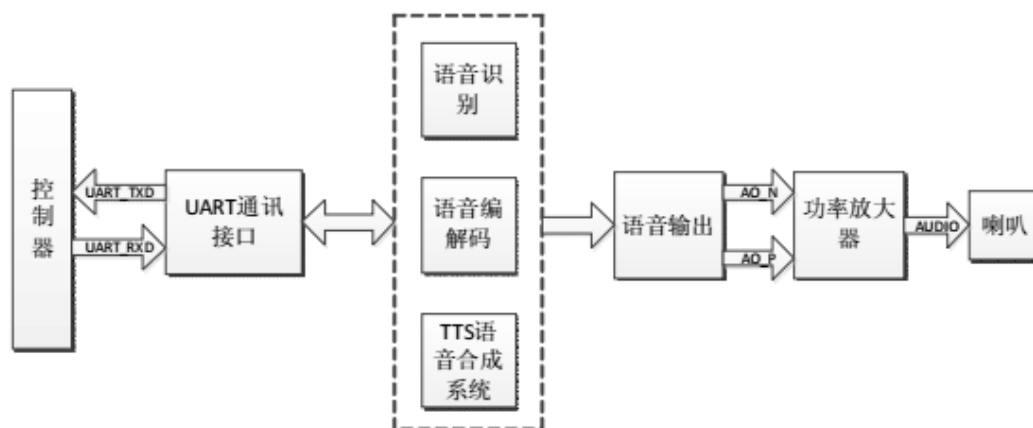 控
制
器
UART_TXD
UART_RXD
UART通讯
接口
语音识
别
语音编
解码
TTS语
音合成
系统
语音输出
AO_N
AO_P
功率放大
器
AUDIO
喇叭